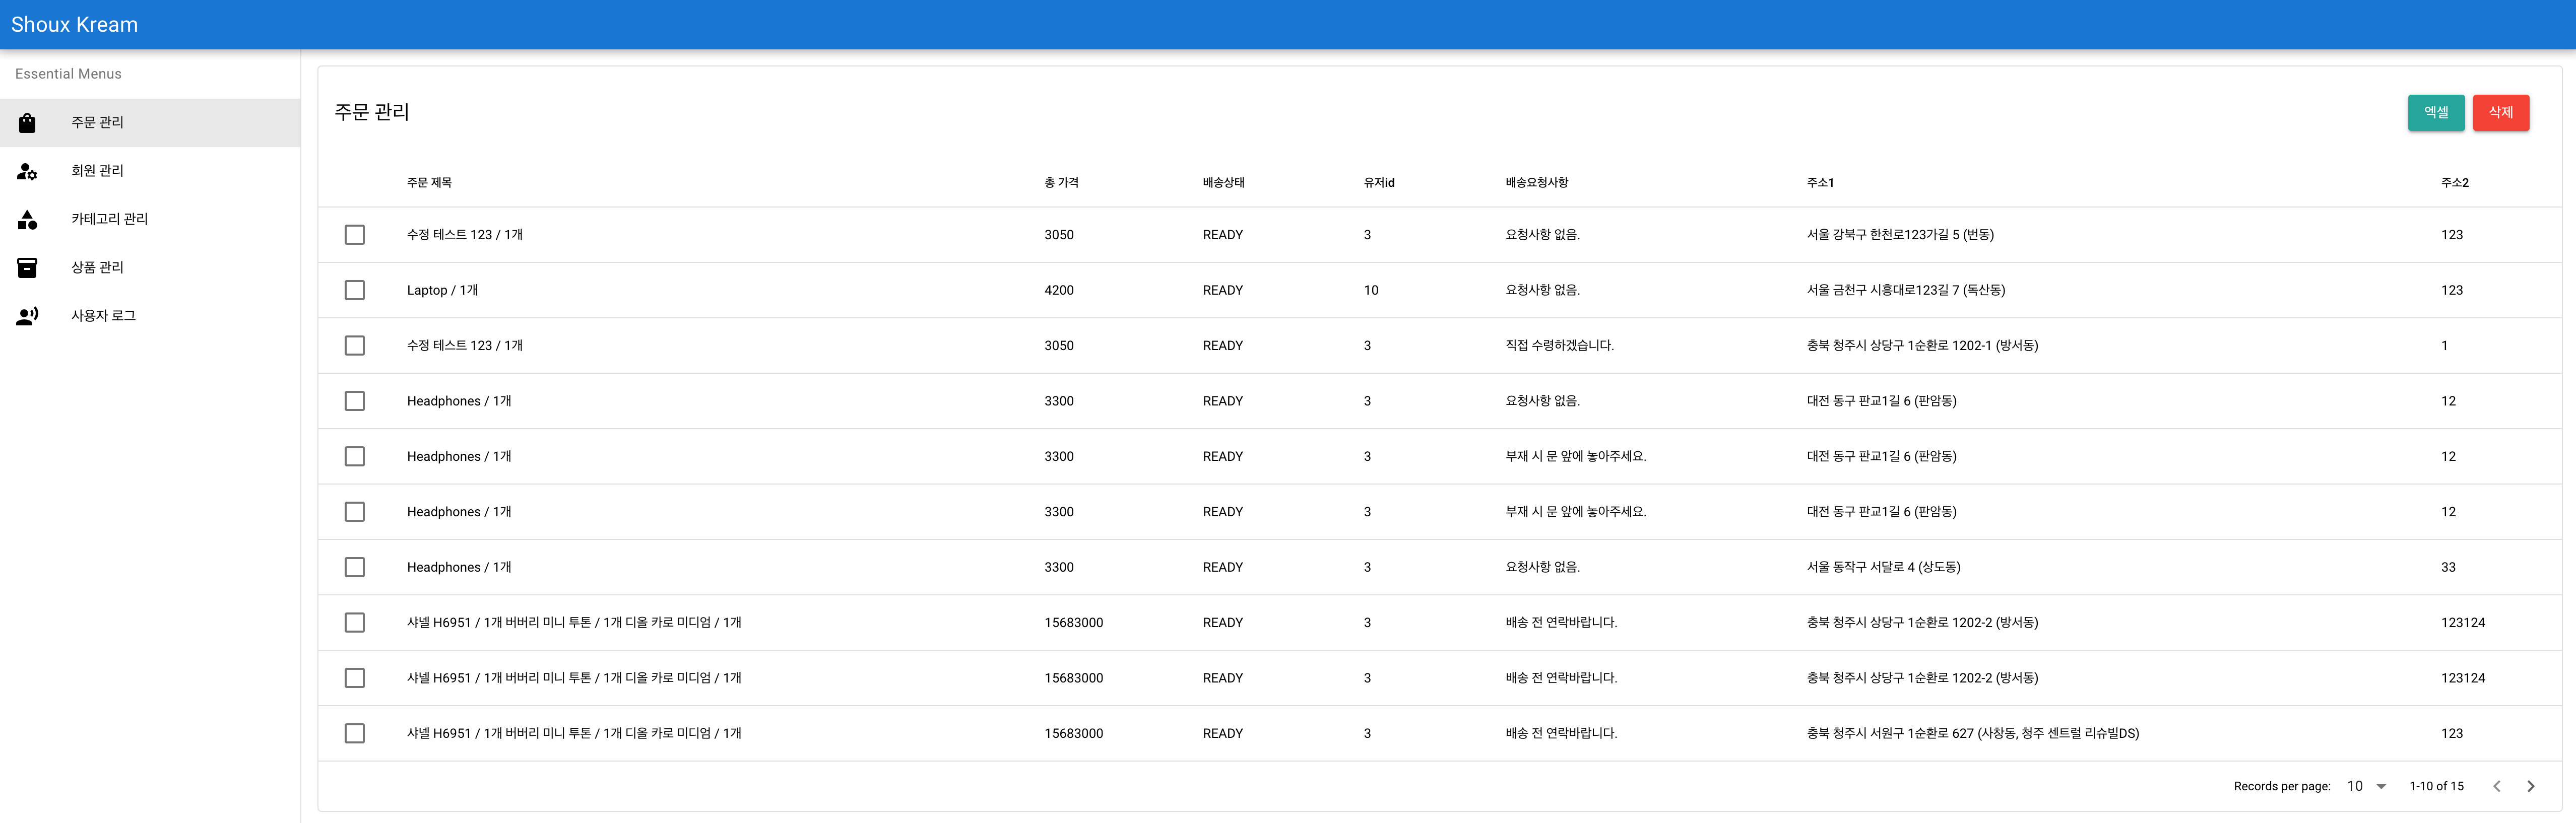 Shoux Kream
Essential Menus
주문 관리
회원 관리
카테고리 관리
상품 관리
사용자 로그
주문 관리
엑셀 삭제
주문 제목 총 가격 배송상태 유저id 배송요청사항 주소1 주소2
수정 테스트 123 / 1개 3050 READY 3 요청사항 없음. 서울 강북구 한천로123가길 5 (번동) 123
Laptop / 1개 4200 READY 10 요청사항 없음. 서울 금천구 시흥대로123길 7 (독산동) 123
수정 테스트 123 / 1개 3050 READY 3 직접 수령하겠습니다. 충북 청주시 상당구 1순환로 1202-1 (방서동) 1
Headphones / 1개 3300 READY 3 요청사항 없음. 대전 동구 판교1길 6 (판암동) 12
Headphones / 1개 3300 READY 3 부재 시 문 앞에 놓아주세요. 대전 동구 판교1길 6 (판암동) 12
Headphones / 1개 3300 READY 3 부재 시 문 앞에 놓아주세요. 대전 동구 판교1길 6 (판암동) 12
Headphones / 1개 3300 READY 3 요청사항 없음. 서울 동작구 서달로 4 (상도동) 33
샤넬 H6951 / 1개 버버리 미니 투톤 / 1개 디올 카로 미디엄 / 1개 15683000 READY 3 배송 전 연락바랍니다. 충북 청주시 상당구 1순환로 1202-2 (방서동) 123124
샤넬 H6951 / 1개 버버리 미니 투톤 / 1개 디올 카로 미디엄 / 1개 15683000 READY 3 배송 전 연락바랍니다. 충북 청주시 상당구 1순환로 1202-2 (방서동) 123124
샤넬 H6951 / 1개 버버리 미니 투톤 / 1개 디올 카로 미디엄 / 1개 15683000 READY 3 배송 전 연락바랍니다. 충북 청주시 서원구 1순환로 627 (사창동, 청주 센트럴 리슈빌DS) 123
Records per page: 10 1-10 of 15